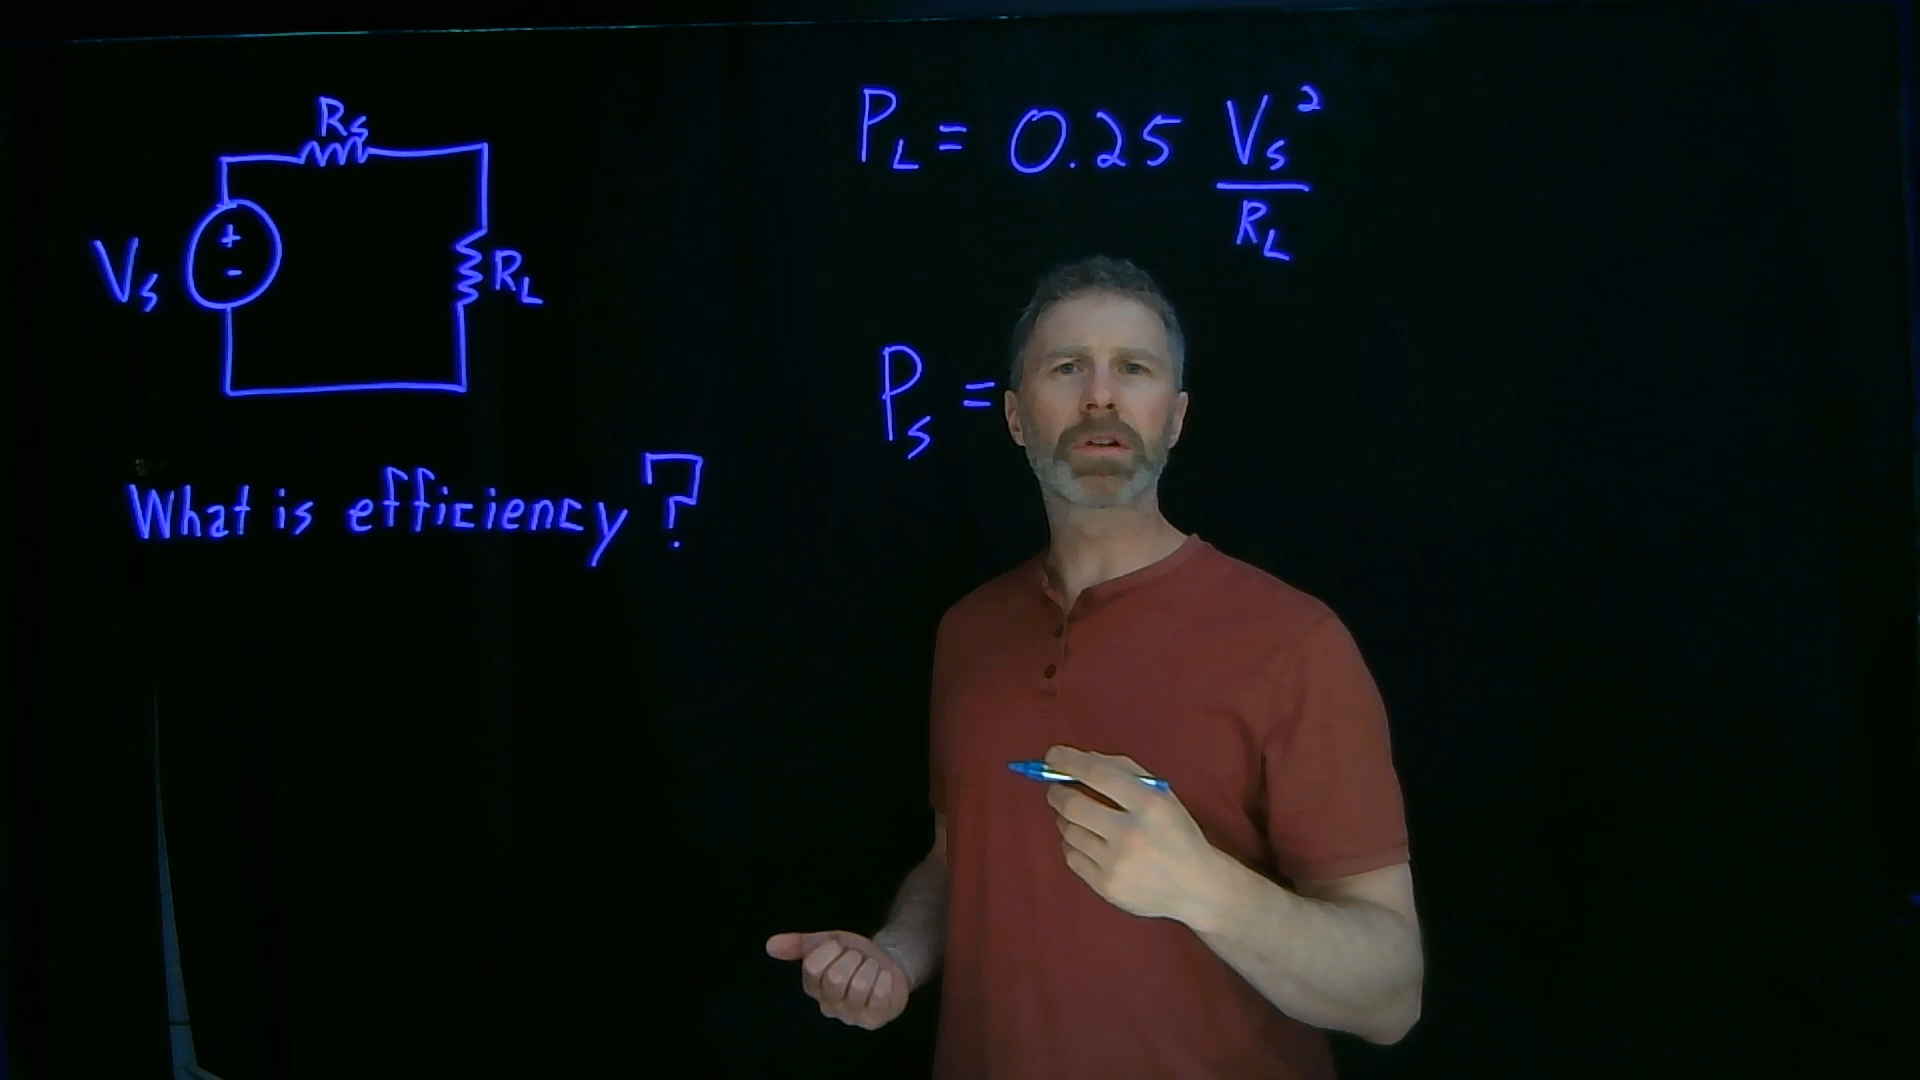 Rs
Vs
+
-
RL
What is efficiency?
PL = 0.25 Vs²
RL
Ps =